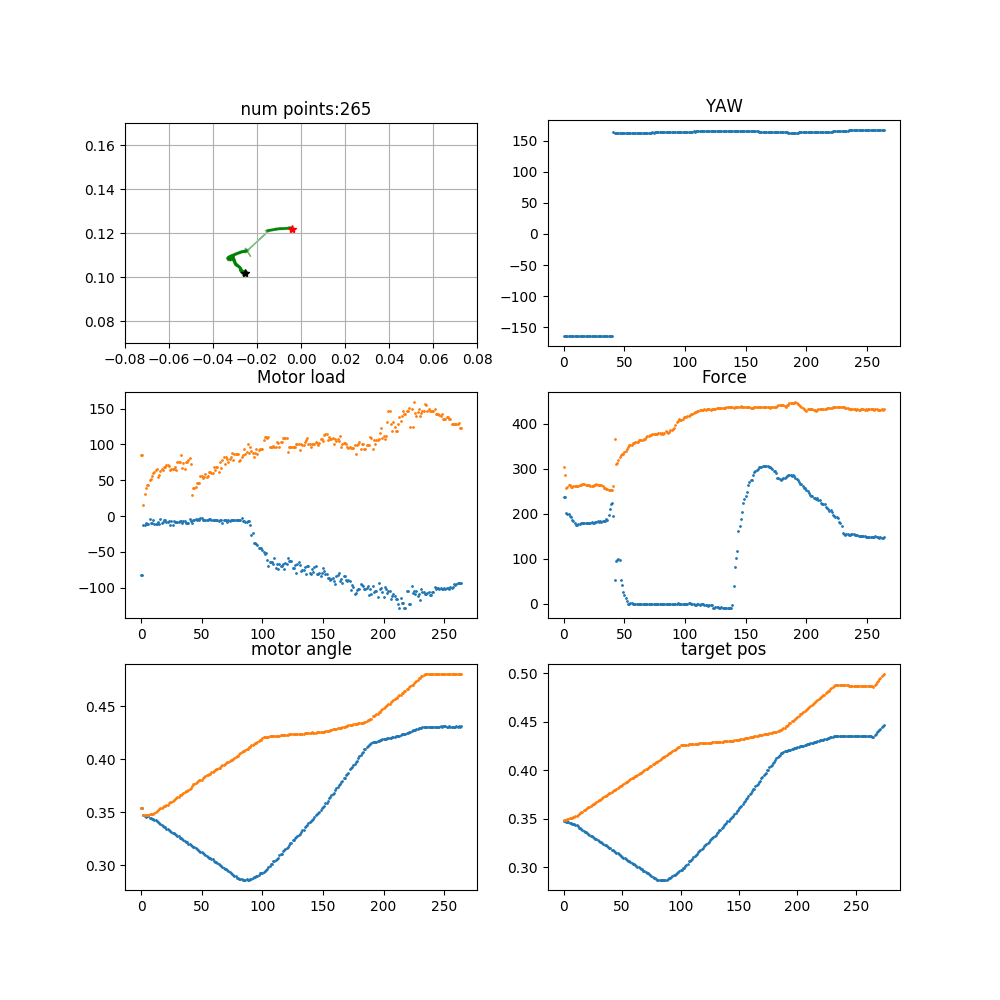 num points:265
YAW
0.16
0.14
0.12
0.10
0.08
−0.08 −0.06 −0.04 −0.02 0.00 0.02 0.04 0.06 0.08
150
100
50
0
−50
−100
−150
0 50 100 150 200 250
Motor load
Force
150
100
50
0
−50
−100
0 50 100 150 200 250
400
300
200
100
0
0 50 100 150 200 250
motor angle
target pos
0.45
0.40
0.35
0.30
0 50 100 150 200 250
0.50
0.45
0.40
0.35
0.30
0 50 100 150 200 250